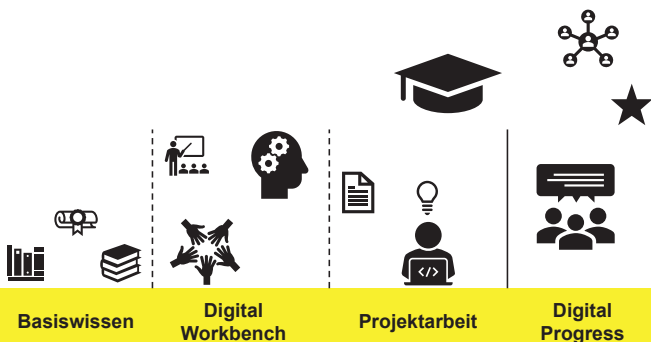 </>
Basiswissen
Digital
Workbench
Projektarbeit
Digital
Progress